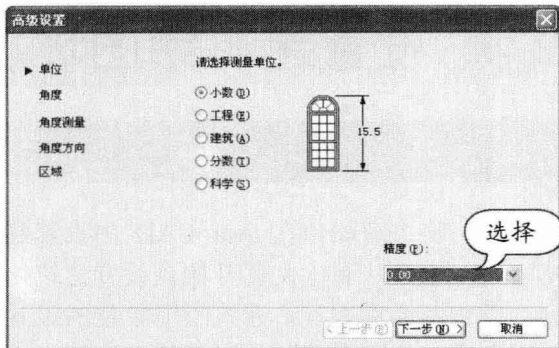 高级设置
单位
角度
角度测量
角度方向
区域
请选择测量单位。
小数(D)
工程(E)
建筑(A)
分数(T)
科学(S)
15.5
精度(P):
0.00
选择
< 上一步(B)
下一步(N) >
取消